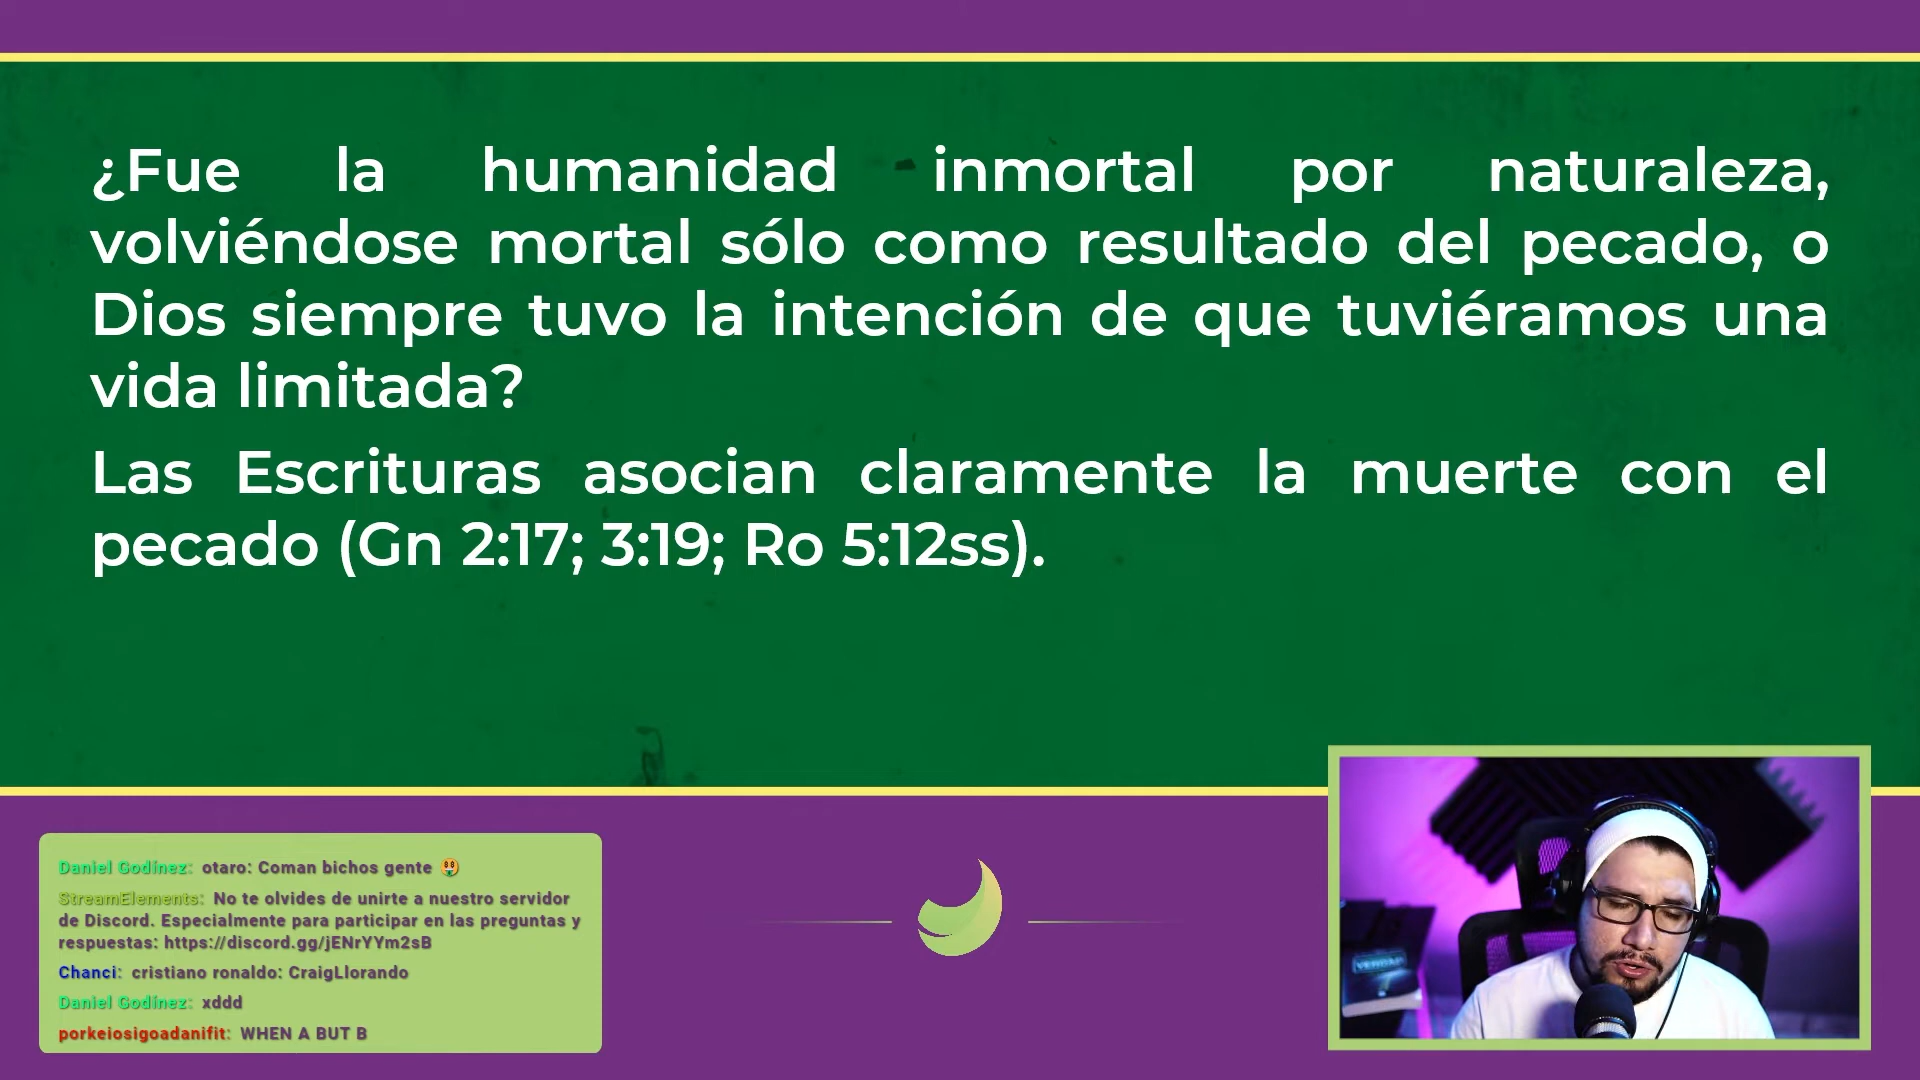 ¿Fue la humanidad inmortal por naturaleza,
volviéndose mortal sólo como resultado del pecado, o
Dios siempre tuvo la intención de que tuviéramos una
vida limitada?
Las Escrituras asocian claramente la muerte con el
pecado (Gn 2:17; 3:19; Ro 5:12ss).
Daniel Godínez: otaro: Coman bichos gente 🤑
StreamElements: No te olvides de unirte a nuestro servidor
de Discord. Especialmente para participar en las preguntas y
respuestas: https://discord.gg/jENrYYm2sB
Chanci: cristiano ronaldo: CraigLlorando
Daniel Godínez: xddd
porkeiosigoadanifit: WHEN A BUT B